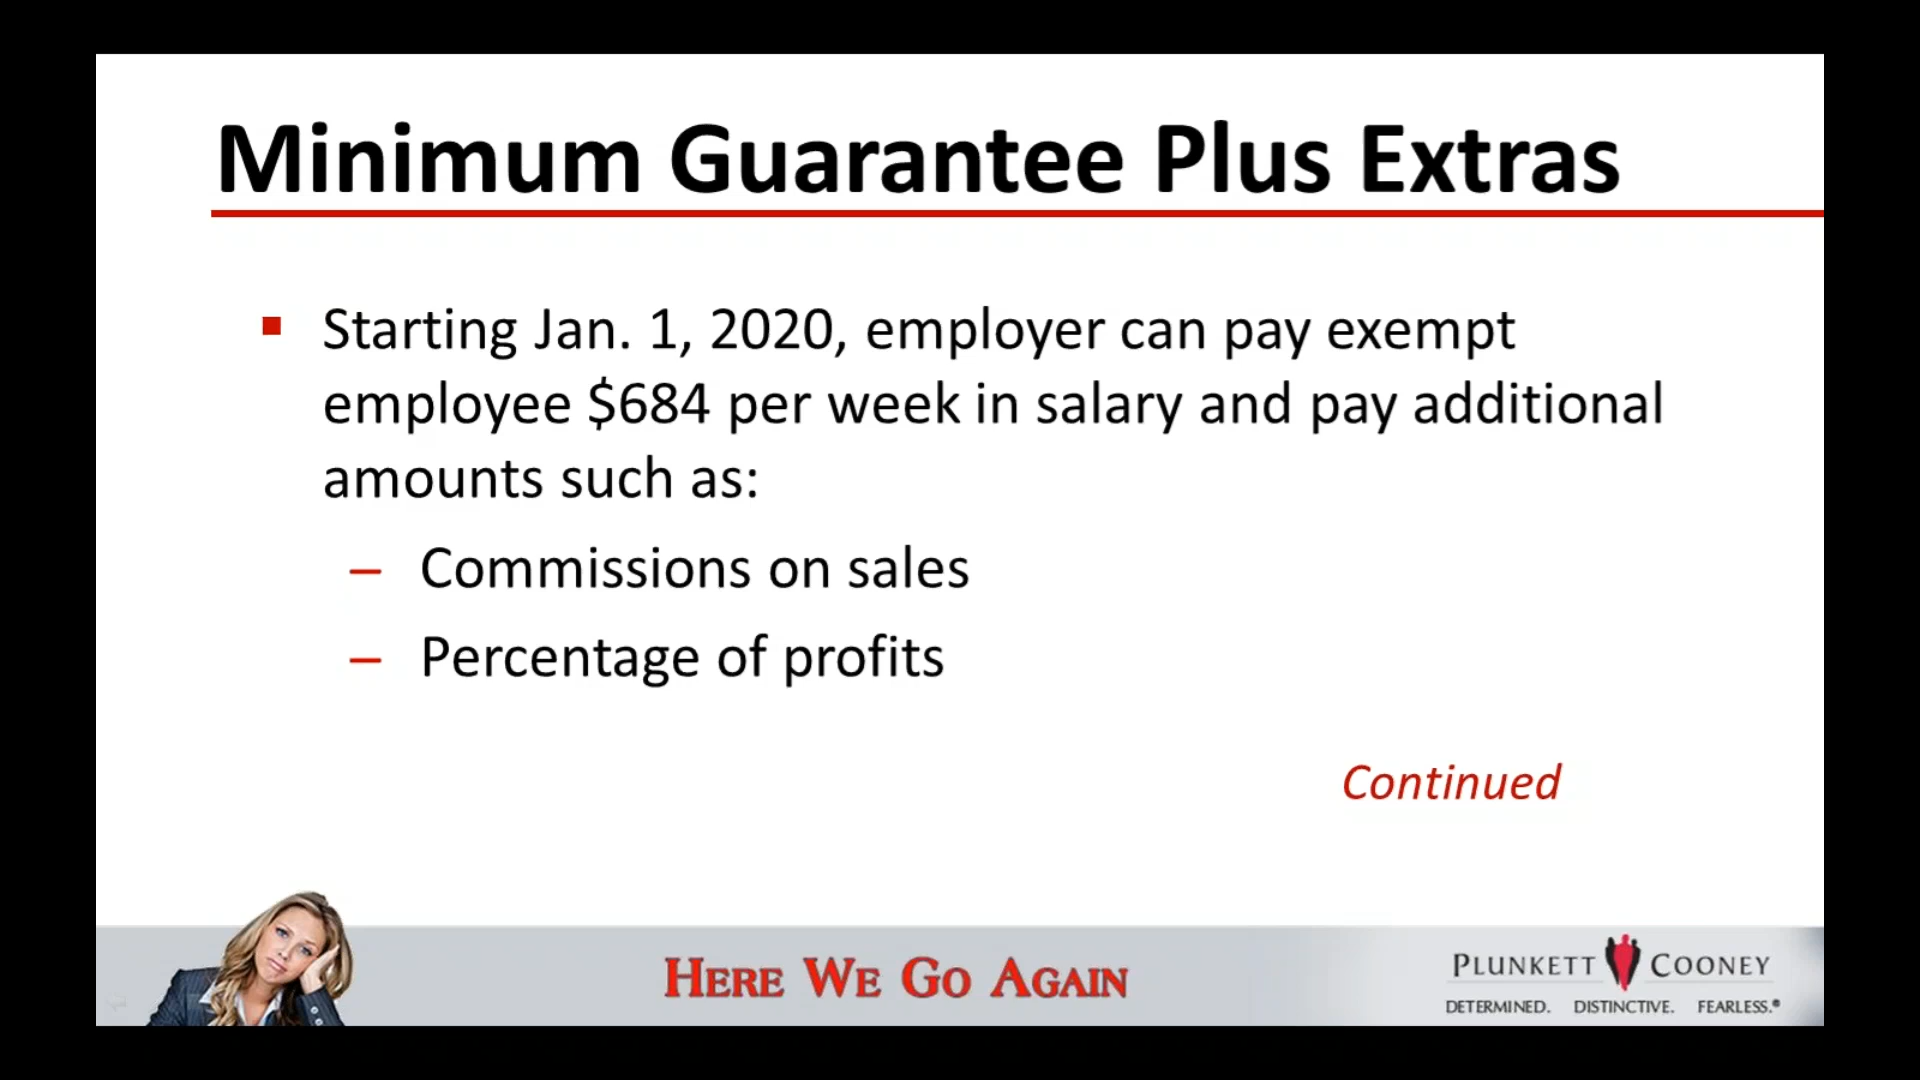 Minimum Guarantee Plus Extras
Starting Jan. 1, 2020, employer can pay exempt
employee $684 per week in salary and pay additional
amounts such as:
– Commissions on sales
– Percentage of profits
Continued
HERE WE GO AGAIN
PLUNKETT COONEY
DETERMINED. DISTINCTIVE. FEARLESS.®